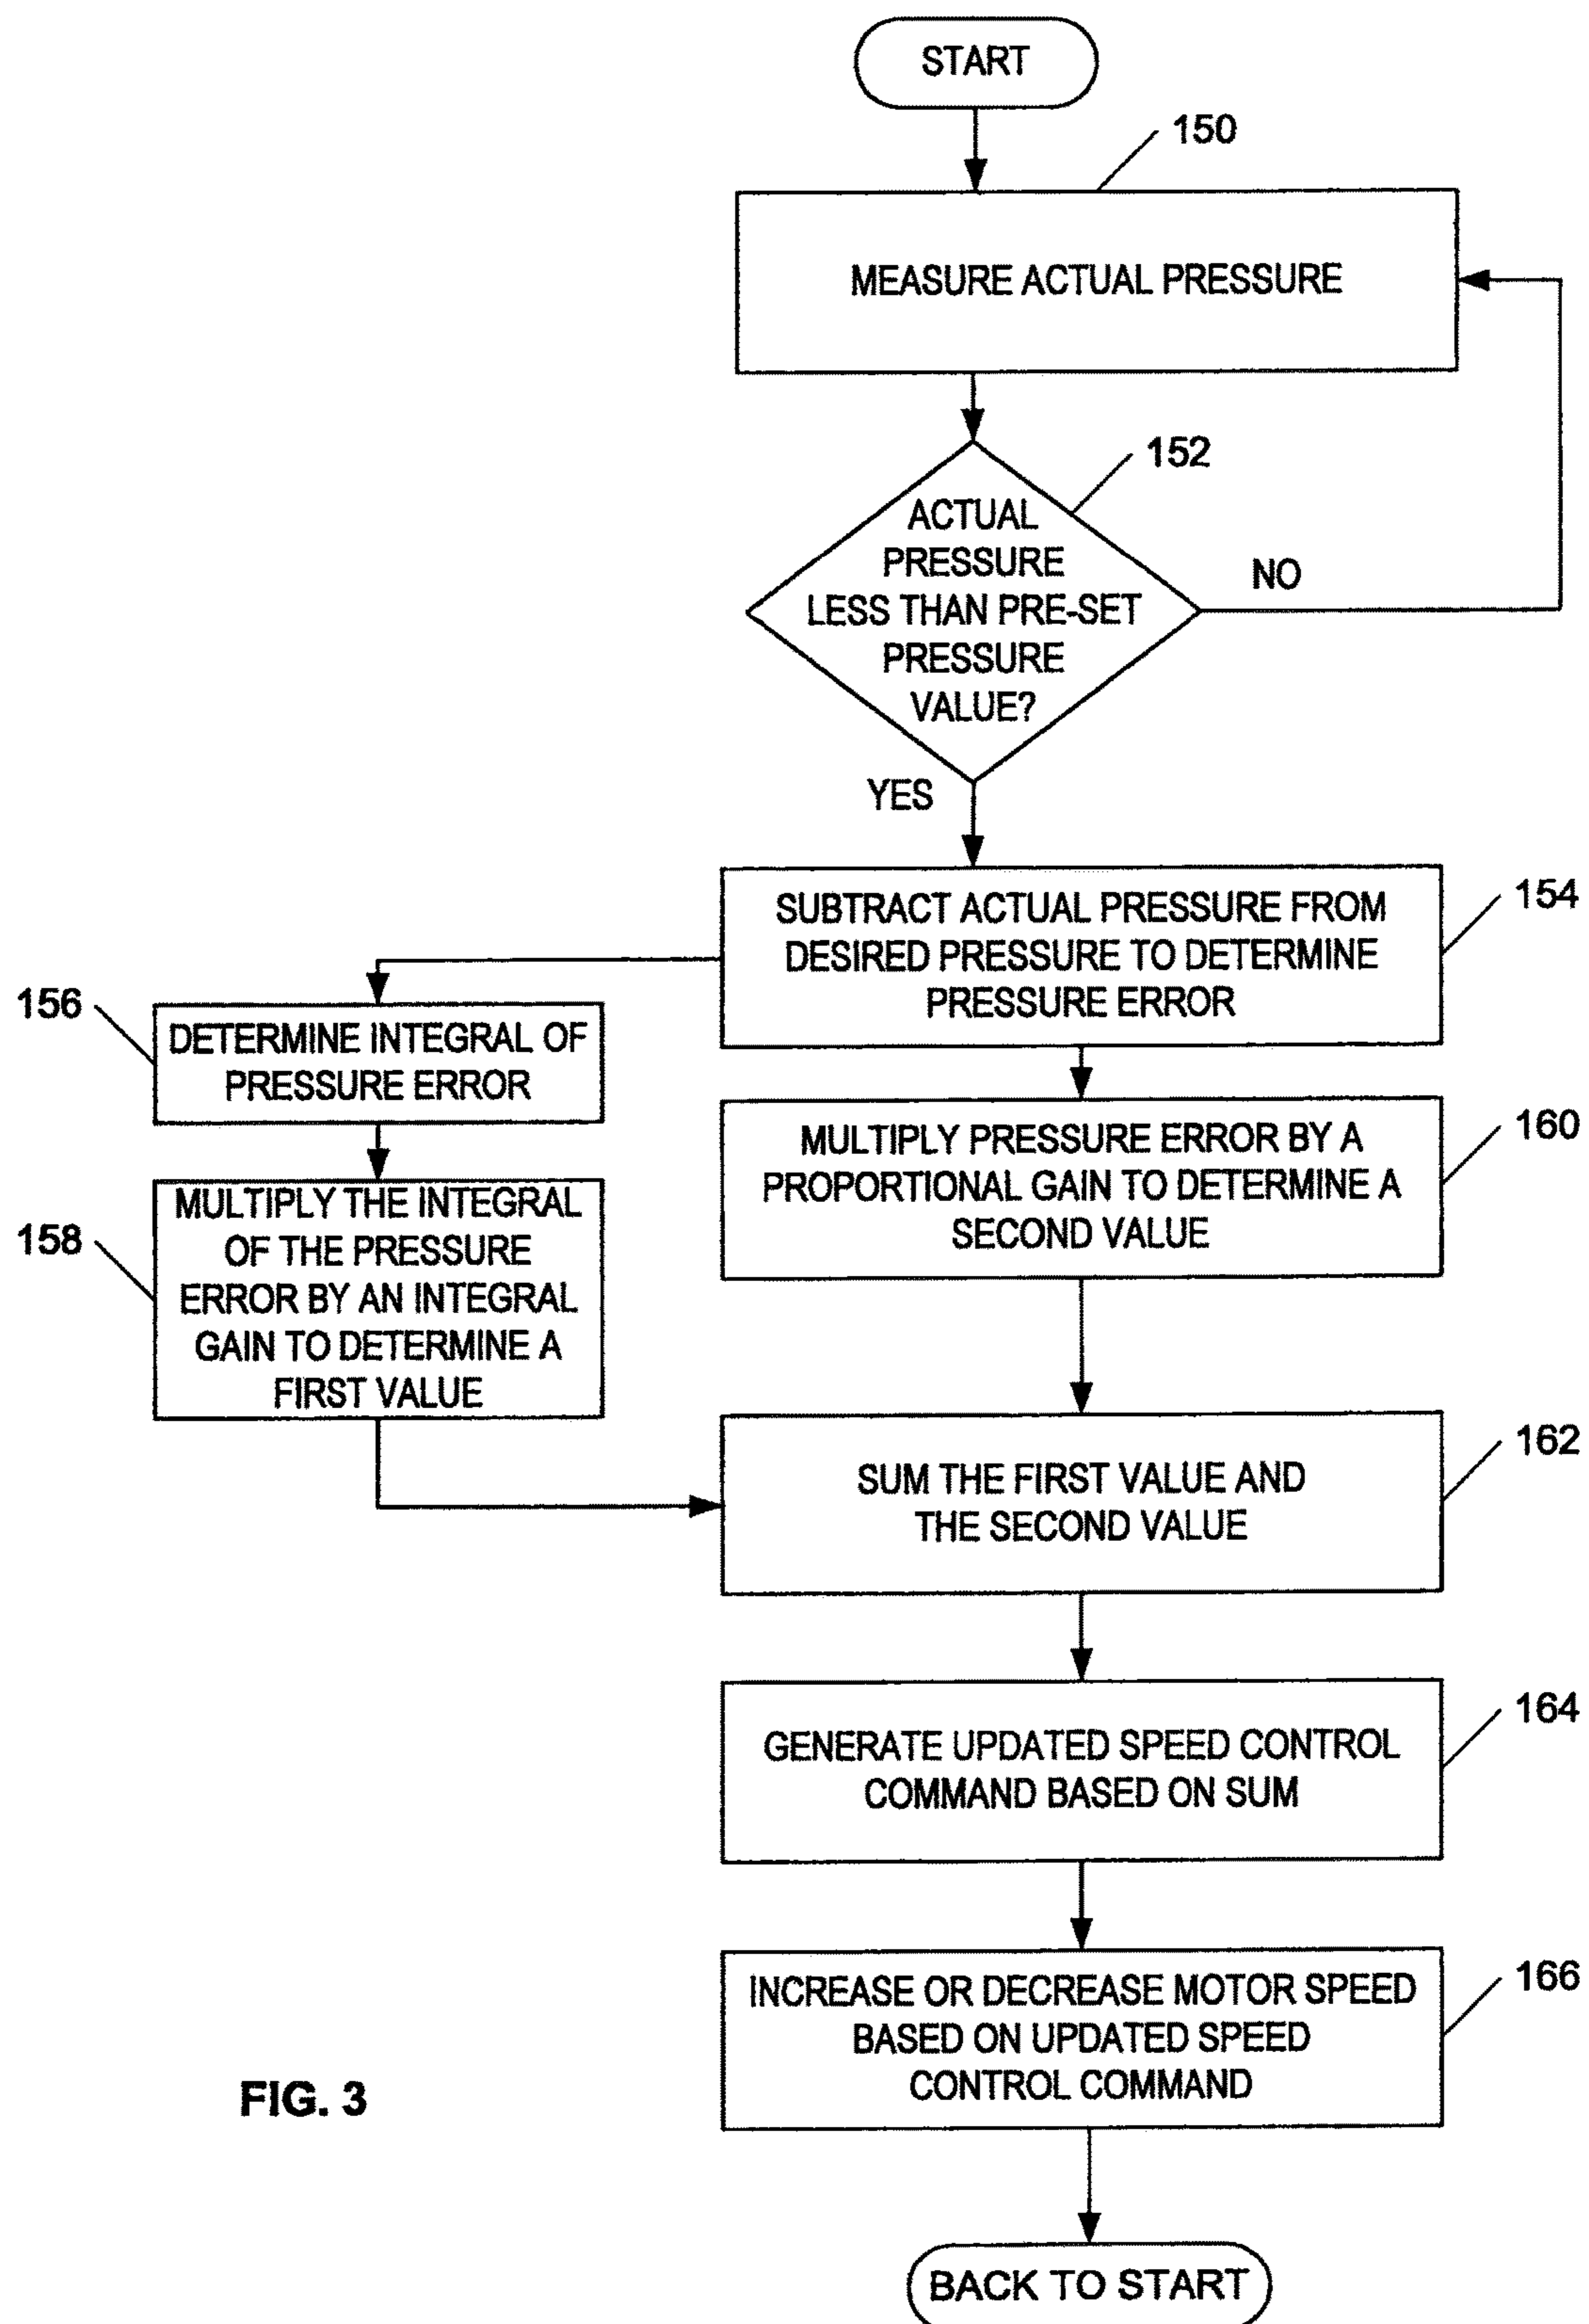 START
150
MEASURE ACTUAL PRESSURE
152
ACTUAL
PRESSURE
LESS THAN PRE-SET
PRESSURE
VALUE?
NO
YES
154
SUBTRACT ACTUAL PRESSURE FROM
DESIRED PRESSURE TO DETERMINE
PRESSURE ERROR
156
DETERMINE INTEGRAL OF
PRESSURE ERROR
160
MULTIPLY PRESSURE ERROR BY A
PROPORTIONAL GAIN TO DETERMINE A
SECOND VALUE
158
MULTIPLY THE INTEGRAL
OF THE PRESSURE
ERROR BY AN INTEGRAL
GAIN TO DETERMINE A
FIRST VALUE
162
SUM THE FIRST VALUE AND
THE SECOND VALUE
164
GENERATE UPDATED SPEED CONTROL
COMMAND BASED ON SUM
166
INCREASE OR DECREASE MOTOR SPEED
BASED ON UPDATED SPEED
CONTROL COMMAND
FIG. 3
BACK TO START